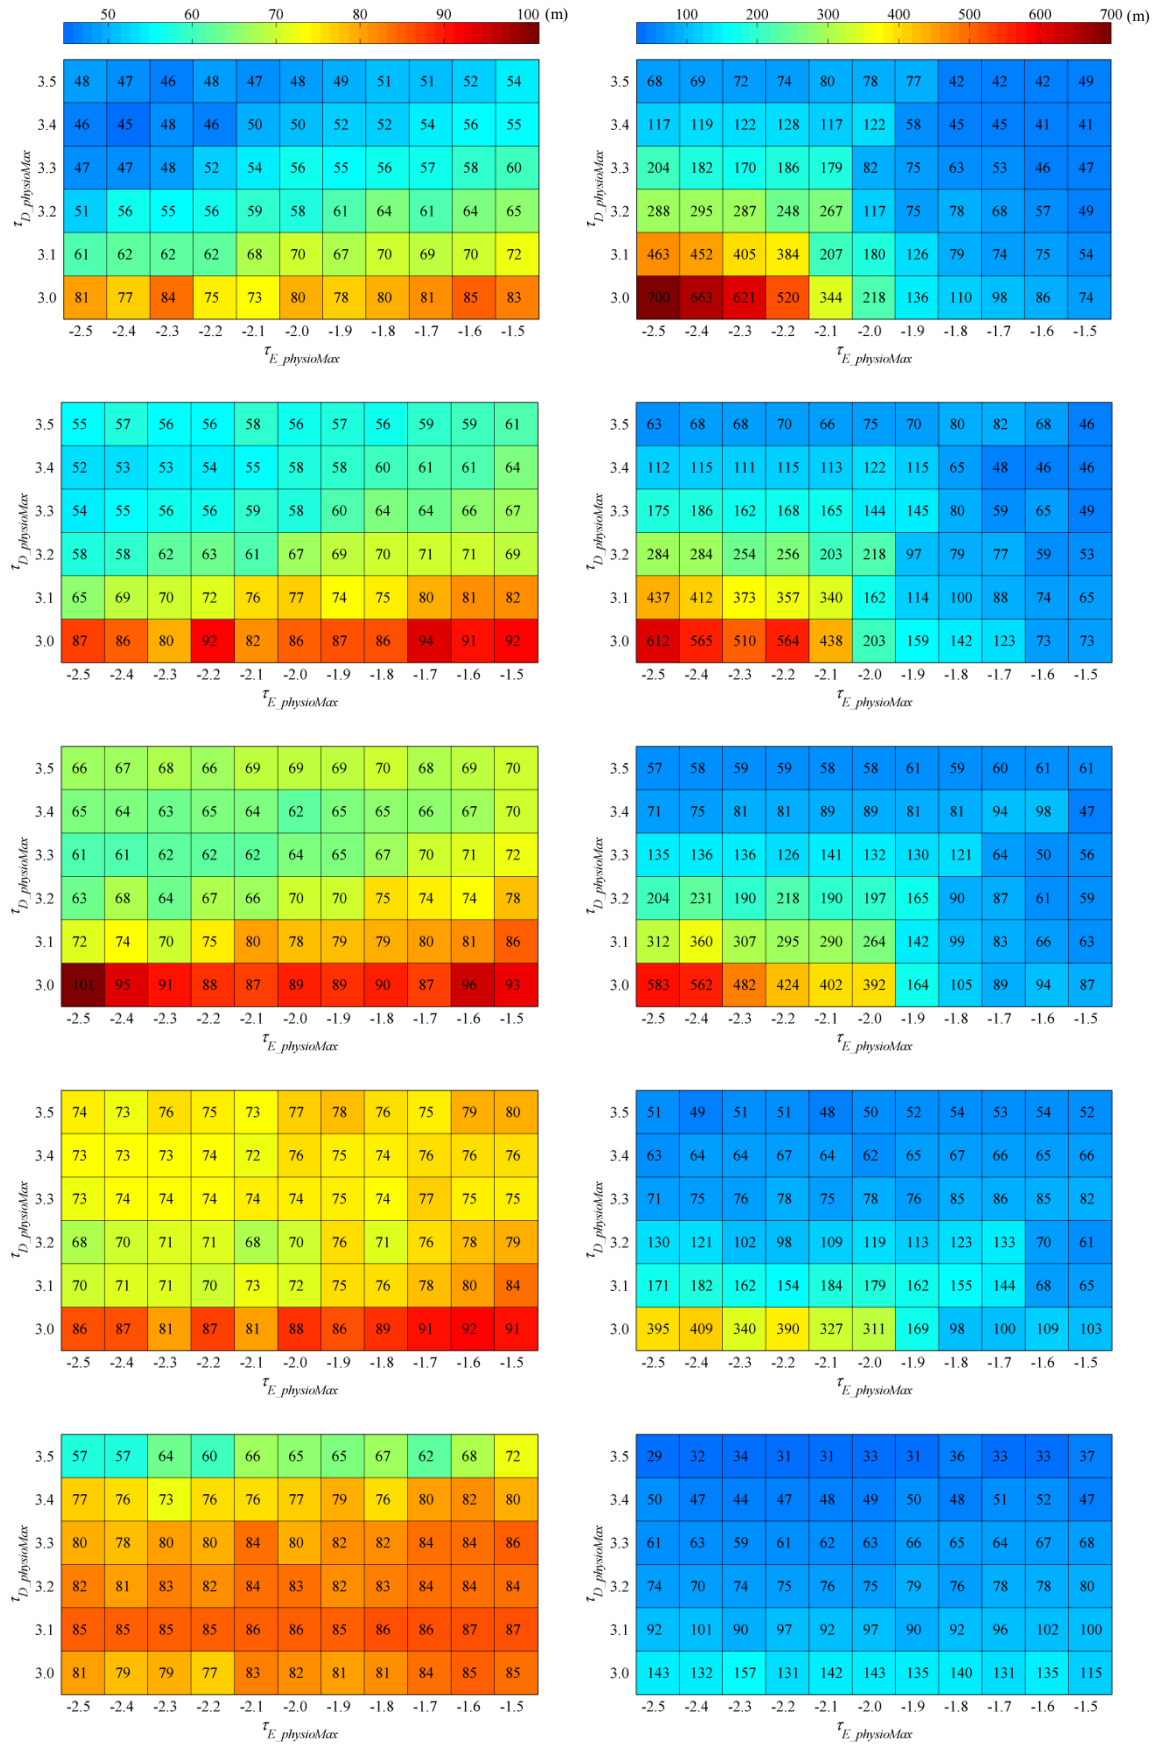 50 60 70 80 90 100 (m)
100 200 300 400 500 600 700 (m)
τD_physioMax
3.5 48 47 46 48 47 48 49 51 51 52 54
3.4 46 45 48 46 50 50 52 52 54 56 55
3.3 47 47 48 52 54 56 55 56 57 58 60
3.2 51 56 55 56 59 58 61 64 61 64 65
3.1 61 62 62 62 68 70 67 70 69 70 72
3.0 81 77 84 75 73 80 78 80 81 85 83
-2.5 -2.4 -2.3 -2.2 -2.1 -2.0 -1.9 -1.8 -1.7 -1.6 -1.5
τE_physioMax
τD_physioMax
3.5 68 69 72 74 80 78 77 42 42 42 49
3.4 117 119 122 128 117 122 58 45 45 41 41
3.3 204 182 170 186 179 82 75 63 53 46 47
3.2 288 295 287 248 267 117 75 78 68 57 49
3.1 463 452 405 384 207 180 126 79 74 75 54
3.0 700 663 621 520 344 218 136 110 98 86 74
-2.5 -2.4 -2.3 -2.2 -2.1 -2.0 -1.9 -1.8 -1.7 -1.6 -1.5
τE_physioMax
τD_physioMax
3.5 55 57 56 56 58 56 57 56 59 59 61
3.4 52 53 53 54 55 58 58 60 61 61 64
3.3 54 55 56 56 59 58 60 64 64 66 67
3.2 58 58 62 63 61 67 69 70 71 71 69
3.1 65 69 70 72 76 77 74 75 80 81 82
3.0 87 86 80 92 82 86 87 86 94 91 92
-2.5 -2.4 -2.3 -2.2 -2.1 -2.0 -1.9 -1.8 -1.7 -1.6 -1.5
τE_physioMax
τD_physioMax
3.5 63 68 68 70 66 75 70 80 82 68 46
3.4 112 115 111 115 113 122 115 65 48 46 46
3.3 175 186 162 168 165 144 145 80 59 65 49
3.2 284 284 254 256 203 218 97 79 77 59 53
3.1 437 412 373 357 340 162 114 100 88 74 65
3.0 612 565 510 564 438 203 159 142 123 73 73
-2.5 -2.4 -2.3 -2.2 -2.1 -2.0 -1.9 -1.8 -1.7 -1.6 -1.5
τE_physioMax
τD_physioMax
3.5 66 67 68 66 69 69 69 70 68 69 70
3.4 65 64 63 65 64 62 65 65 66 67 70
3.3 61 61 62 62 62 64 65 67 70 71 72
3.2 63 68 64 67 66 70 70 75 74 74 78
3.1 72 74 70 75 80 78 79 79 80 81 86
3.0 101 95 91 88 87 89 89 90 87 96 93
-2.5 -2.4 -2.3 -2.2 -2.1 -2.0 -1.9 -1.8 -1.7 -1.6 -1.5
τE_physioMax
τD_physioMax
3.5 57 58 59 59 58 58 61 59 60 61 61
3.4 71 75 81 81 89 89 81 81 94 98 47
3.3 135 136 136 126 141 132 130 121 64 50 56
3.2 204 231 190 218 190 197 165 90 87 61 59
3.1 312 360 307 295 290 264 142 99 83 66 63
3.0 583 562 482 424 402 392 164 105 89 94 87
-2.5 -2.4 -2.3 -2.2 -2.1 -2.0 -1.9 -1.8 -1.7 -1.6 -1.5
τE_physioMax
τD_physioMax
3.5 74 73 76 75 73 77 78 76 75 79 80
3.4 73 73 73 74 72 76 75 74 76 76 76
3.3 73 74 74 74 74 74 75 74 77 75 75
3.2 68 70 71 71 68 70 76 71 76 78 79
3.1 70 71 71 70 73 72 75 76 78 80 84
3.0 86 87 81 87 81 88 86 89 91 92 91
-2.5 -2.4 -2.3 -2.2 -2.1 -2.0 -1.9 -1.8 -1.7 -1.6 -1.5
τE_physioMax
τD_physioMax
3.5 51 49 51 51 48 50 52 54 53 54 52
3.4 63 64 64 67 64 62 65 67 66 65 66
3.3 71 75 76 78 75 78 76 85 86 85 82
3.2 130 121 102 98 109 119 113 123 133 70 61
3.1 171 182 162 154 184 179 162 155 144 68 65
3.0 395 409 340 390 327 311 169 98 100 109 103
-2.5 -2.4 -2.3 -2.2 -2.1 -2.0 -1.9 -1.8 -1.7 -1.6 -1.5
τE_physioMax
τD_physioMax
3.5 57 57 64 60 66 65 65 67 62 68 72
3.4 77 76 73 76 76 77 79 76 80 82 80
3.3 80 78 80 80 84 80 82 82 84 84 86
3.2 82 81 83 82 84 83 82 83 84 84 84
3.1 85 85 85 85 86 86 85 86 86 87 87
3.0 81 79 79 77 83 82 81 81 84 85 85
-2.5 -2.4 -2.3 -2.2 -2.1 -2.0 -1.9 -1.8 -1.7 -1.6 -1.5
τE_physioMax
τD_physioMax
3.5 29 32 34 31 31 33 31 36 33 33 37
3.4 50 47 44 47 48 49 50 48 51 52 47
3.3 61 63 59 61 62 63 66 65 64 67 68
3.2 74 70 74 75 76 75 79 76 78 78 80
3.1 92 101 90 97 92 97 90 92 96 102 100
3.0 143 132 157 131 142 143 135 140 131 135 115
-2.5 -2.4 -2.3 -2.2 -2.1 -2.0 -1.9 -1.8 -1.7 -1.6 -1.5
τE_physioMax